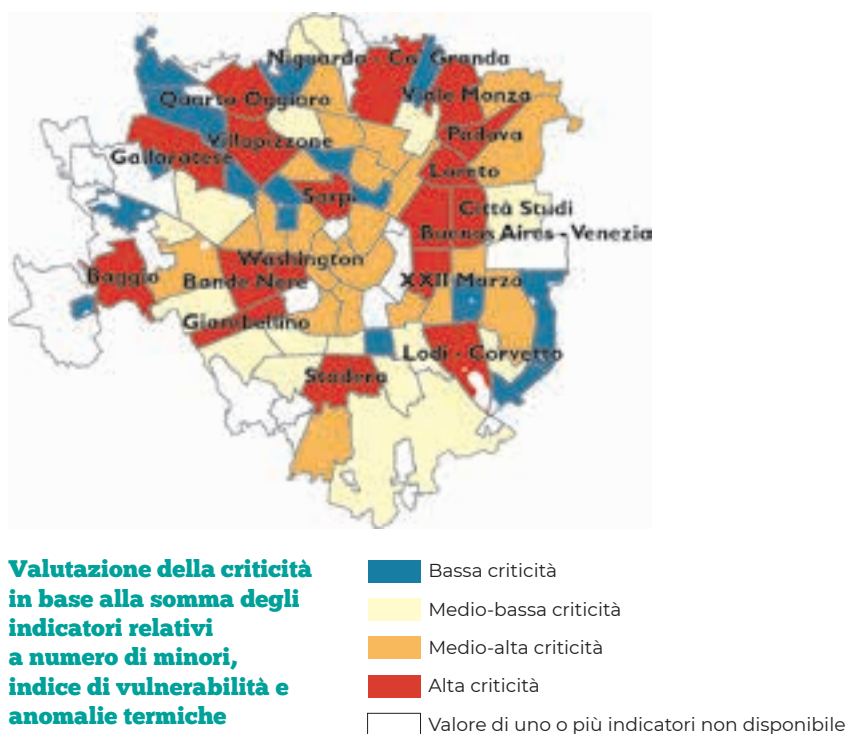 Niguarda - Ca' Granda
Quarto Oggiaro
Viale Monza
Villapizzone
Padova
Gallaratese
Loreto
Sarpi
Città Studi
Buenos Aires - Venezia
Washington
Baggio
Bande Nere
XXII Marzo
Giambellino
Lodi - Corvetto
Stadera
Valutazione della criticità
in base alla somma degli
indicatori relativi
a numero di minori,
indice di vulnerabilità e
anomalie termiche
Bassa criticità
Medio-bassa criticità
Medio-alta criticità
Alta criticità
Valore di uno o più indicatori non disponibile